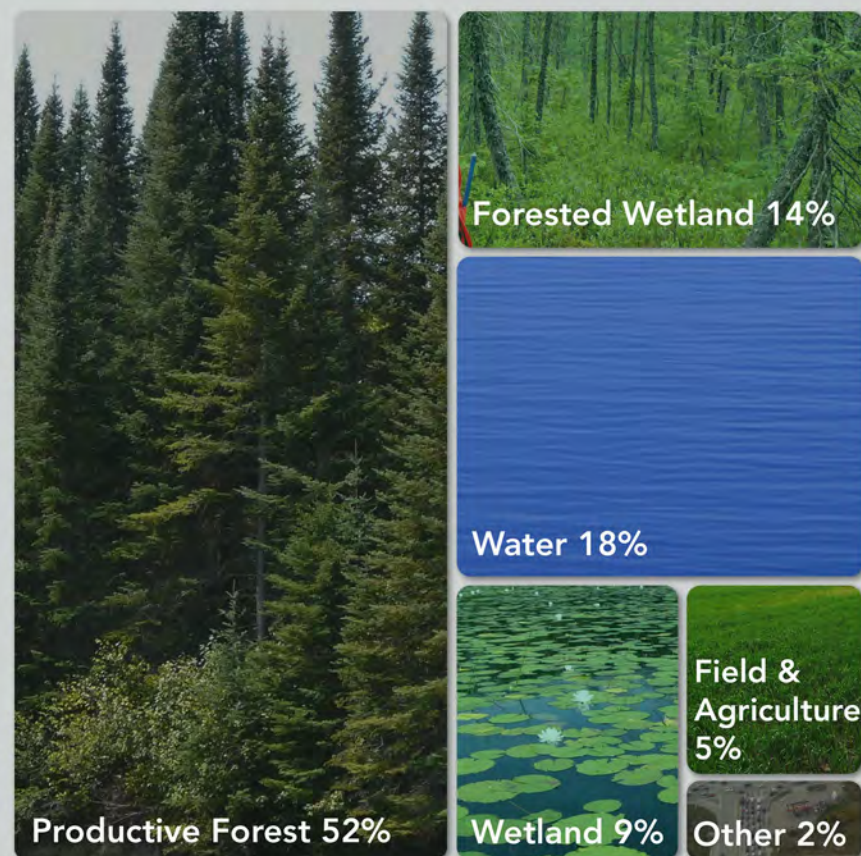 Forested Wetland 14%
Water 18%
Field &
Agriculture
5%
Productive Forest 52%
Wetland 9%
Other 2%